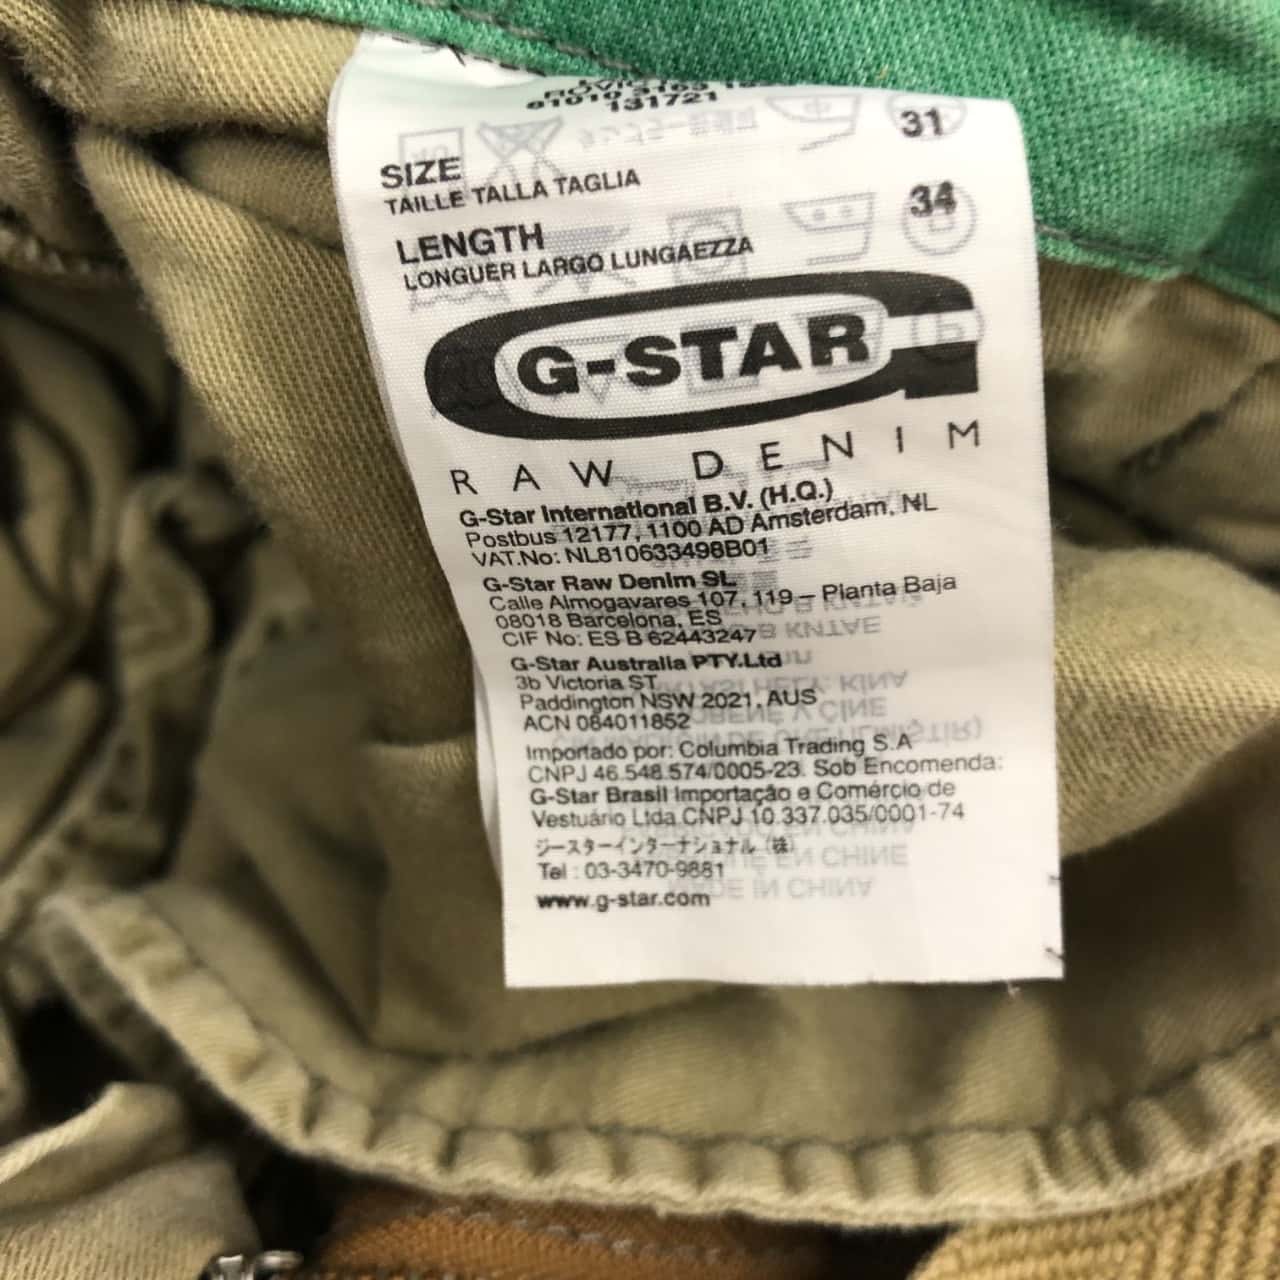 131721
SIZE 31
TAILLE TALLA TAGLIA
LENGTH 34
LONGUER LARGO LUNGAEZZA
G-STAR
RAW DENIM
G-Star International B.V. (H.Q.)
Postbus 12177, 1100 AD Amsterdam, NL
VAT.No: NL810633498B01
G-Star Raw Denim SL
Calle Almogavares 107, 119 – Planta Baja
08018 Barcelona, ES
CIF No: ES B 62443247
G-Star Australia PTY.Ltd
3b Victoria ST
Paddington NSW 2021, AUS
ACN 084011852
Importado por: Columbia Trading S.A
CNPJ 46.548.574/0005-23. Sob Encomenda:
G-Star Brasil Importação e Comércio de
Vestuário Ltda CNPJ 10.337.035/0001-74
ジースターインターナショナル (株)
Tel : 03-3470-9881
www.g-star.com